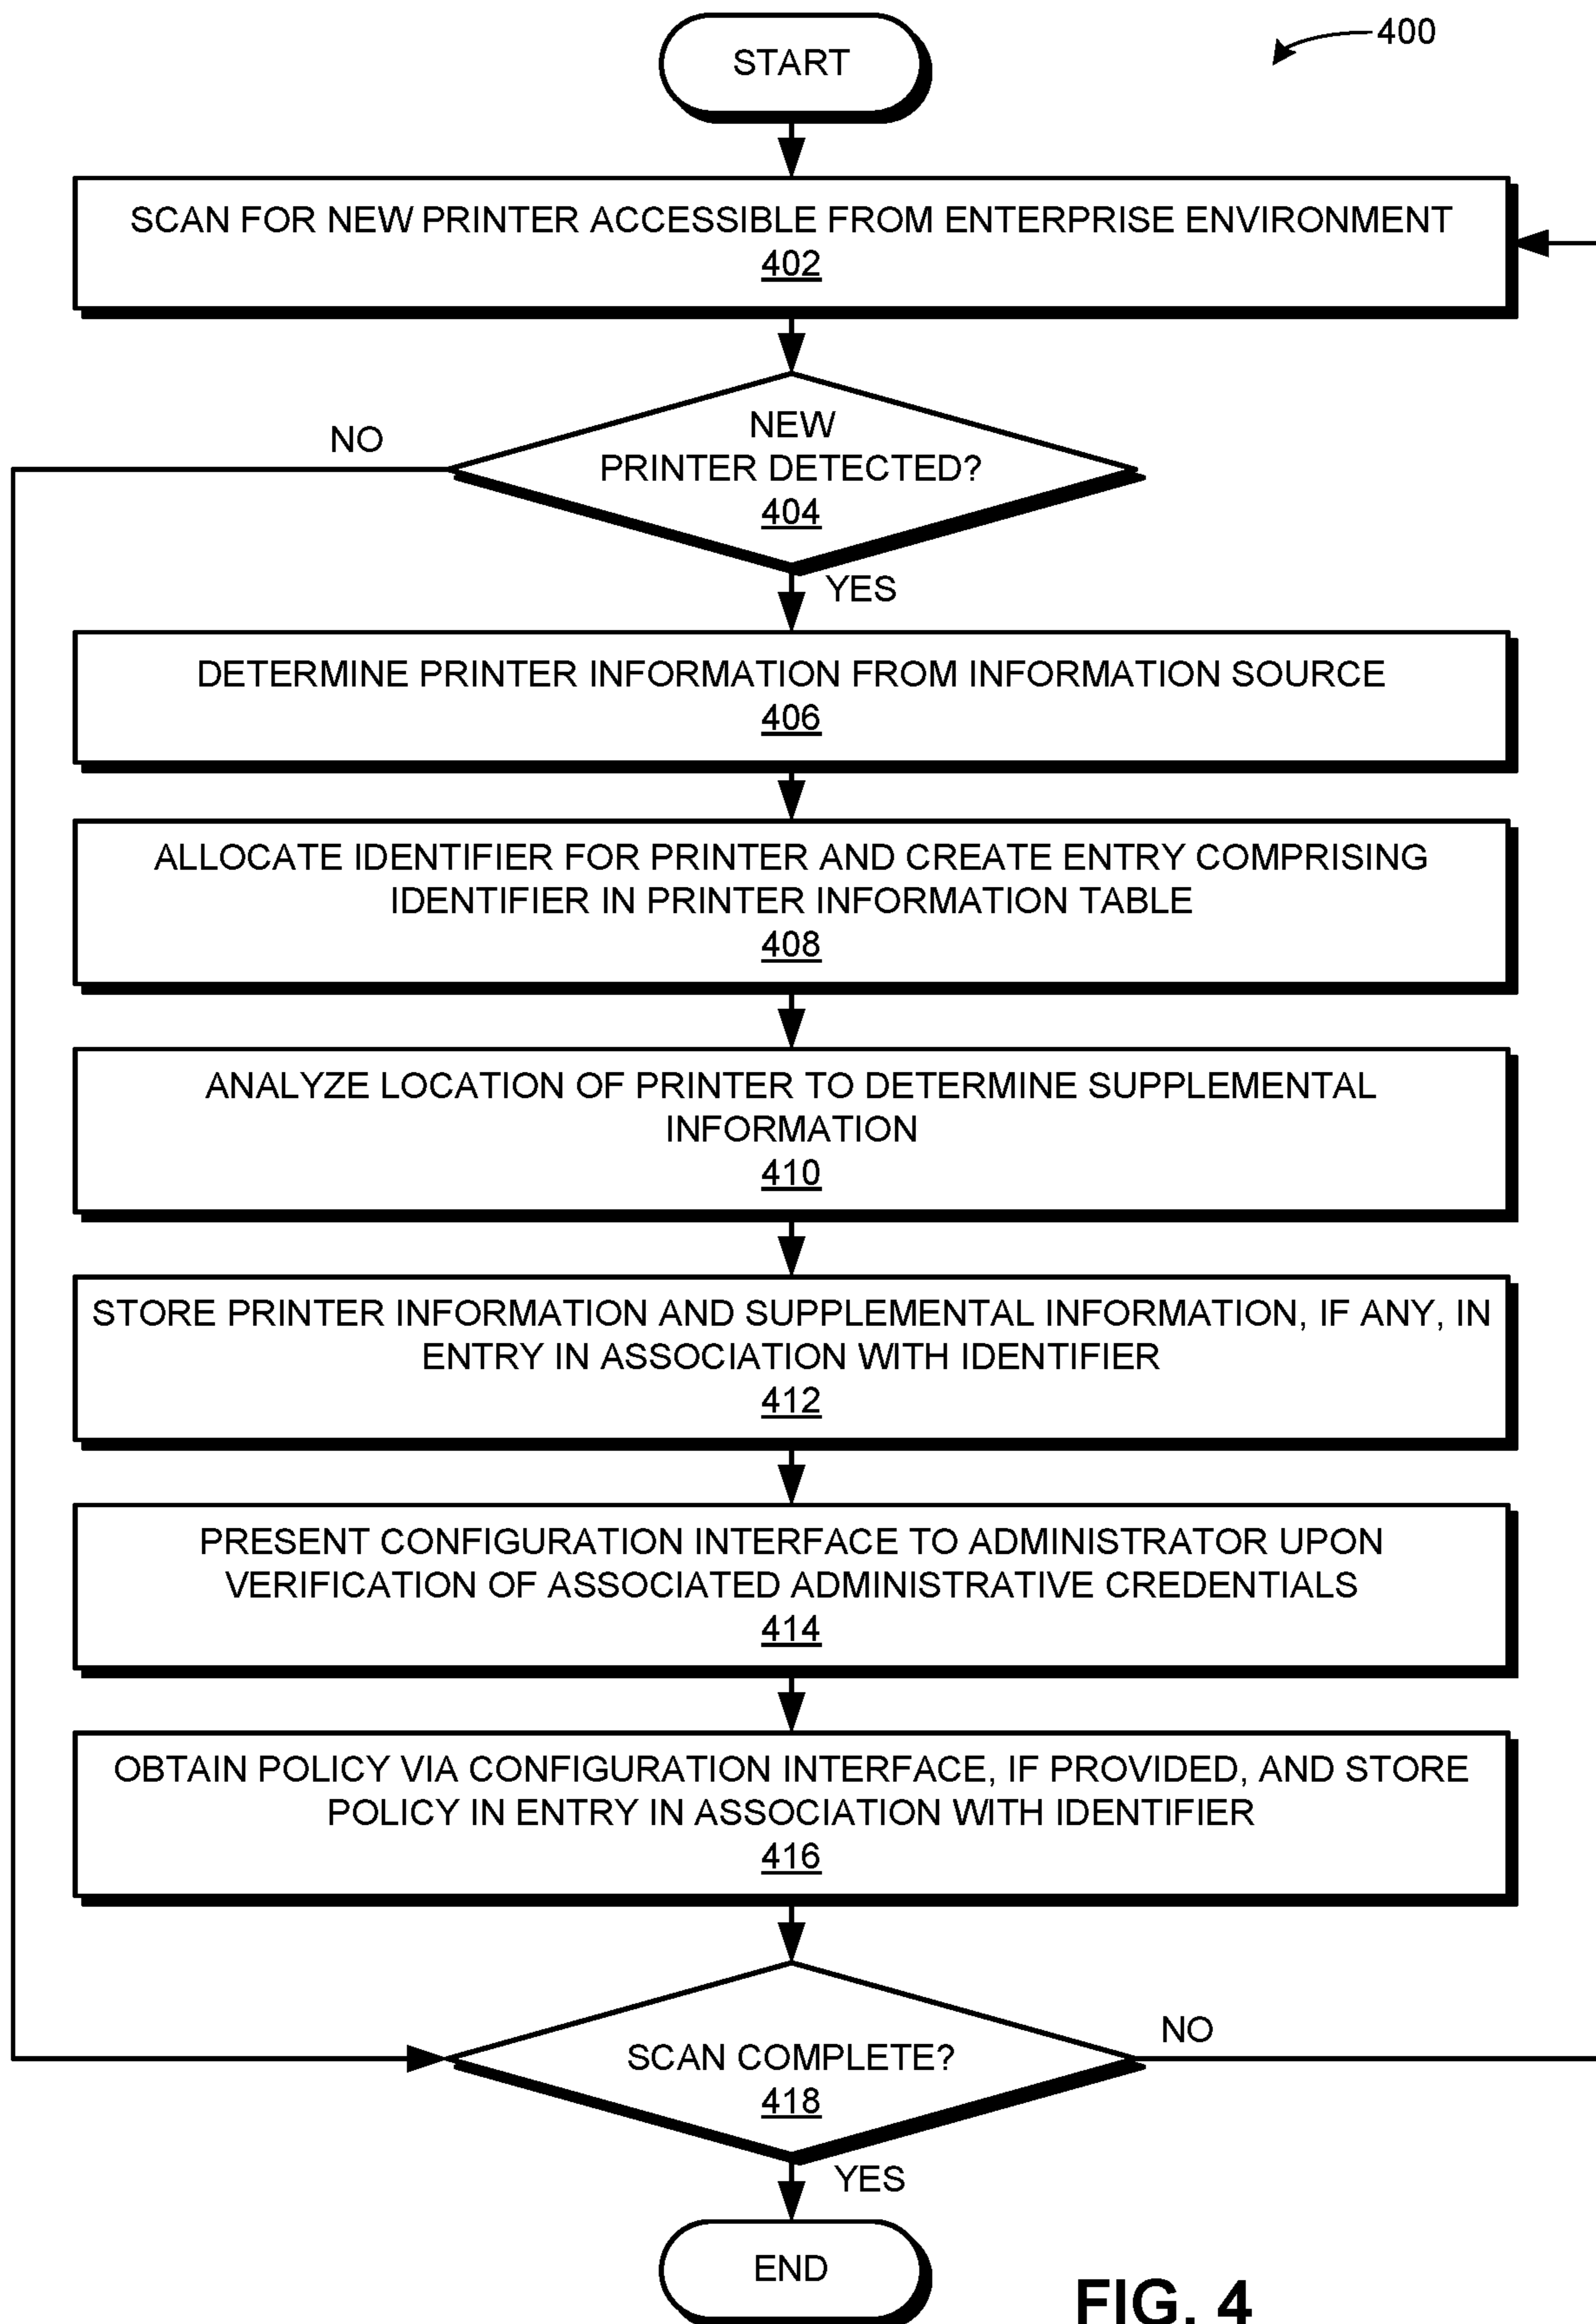 START
400
SCAN FOR NEW PRINTER ACCESSIBLE FROM ENTERPRISE ENVIRONMENT
402
NO
NEW
PRINTER DETECTED?
404
YES
DETERMINE PRINTER INFORMATION FROM INFORMATION SOURCE
406
ALLOCATE IDENTIFIER FOR PRINTER AND CREATE ENTRY COMPRISING
IDENTIFIER IN PRINTER INFORMATION TABLE
408
ANALYZE LOCATION OF PRINTER TO DETERMINE SUPPLEMENTAL
INFORMATION
410
STORE PRINTER INFORMATION AND SUPPLEMENTAL INFORMATION, IF ANY, IN
ENTRY IN ASSOCIATION WITH IDENTIFIER
412
PRESENT CONFIGURATION INTERFACE TO ADMINISTRATOR UPON
VERIFICATION OF ASSOCIATED ADMINISTRATIVE CREDENTIALS
414
OBTAIN POLICY VIA CONFIGURATION INTERFACE, IF PROVIDED, AND STORE
POLICY IN ENTRY IN ASSOCIATION WITH IDENTIFIER
416
NO
SCAN COMPLETE?
418
YES
END
FIG. 4